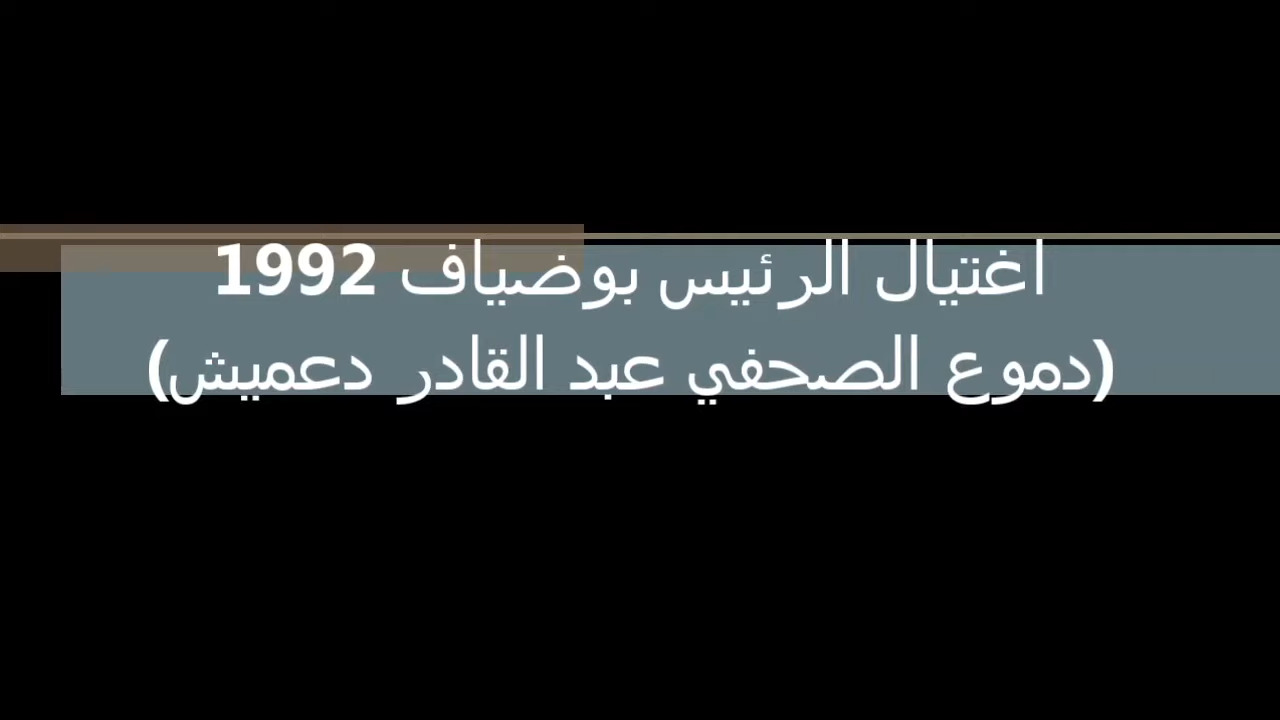 اغتيال الرئيس بوضياف 1992
(دموع الصحفي عبد القادر دعميش)